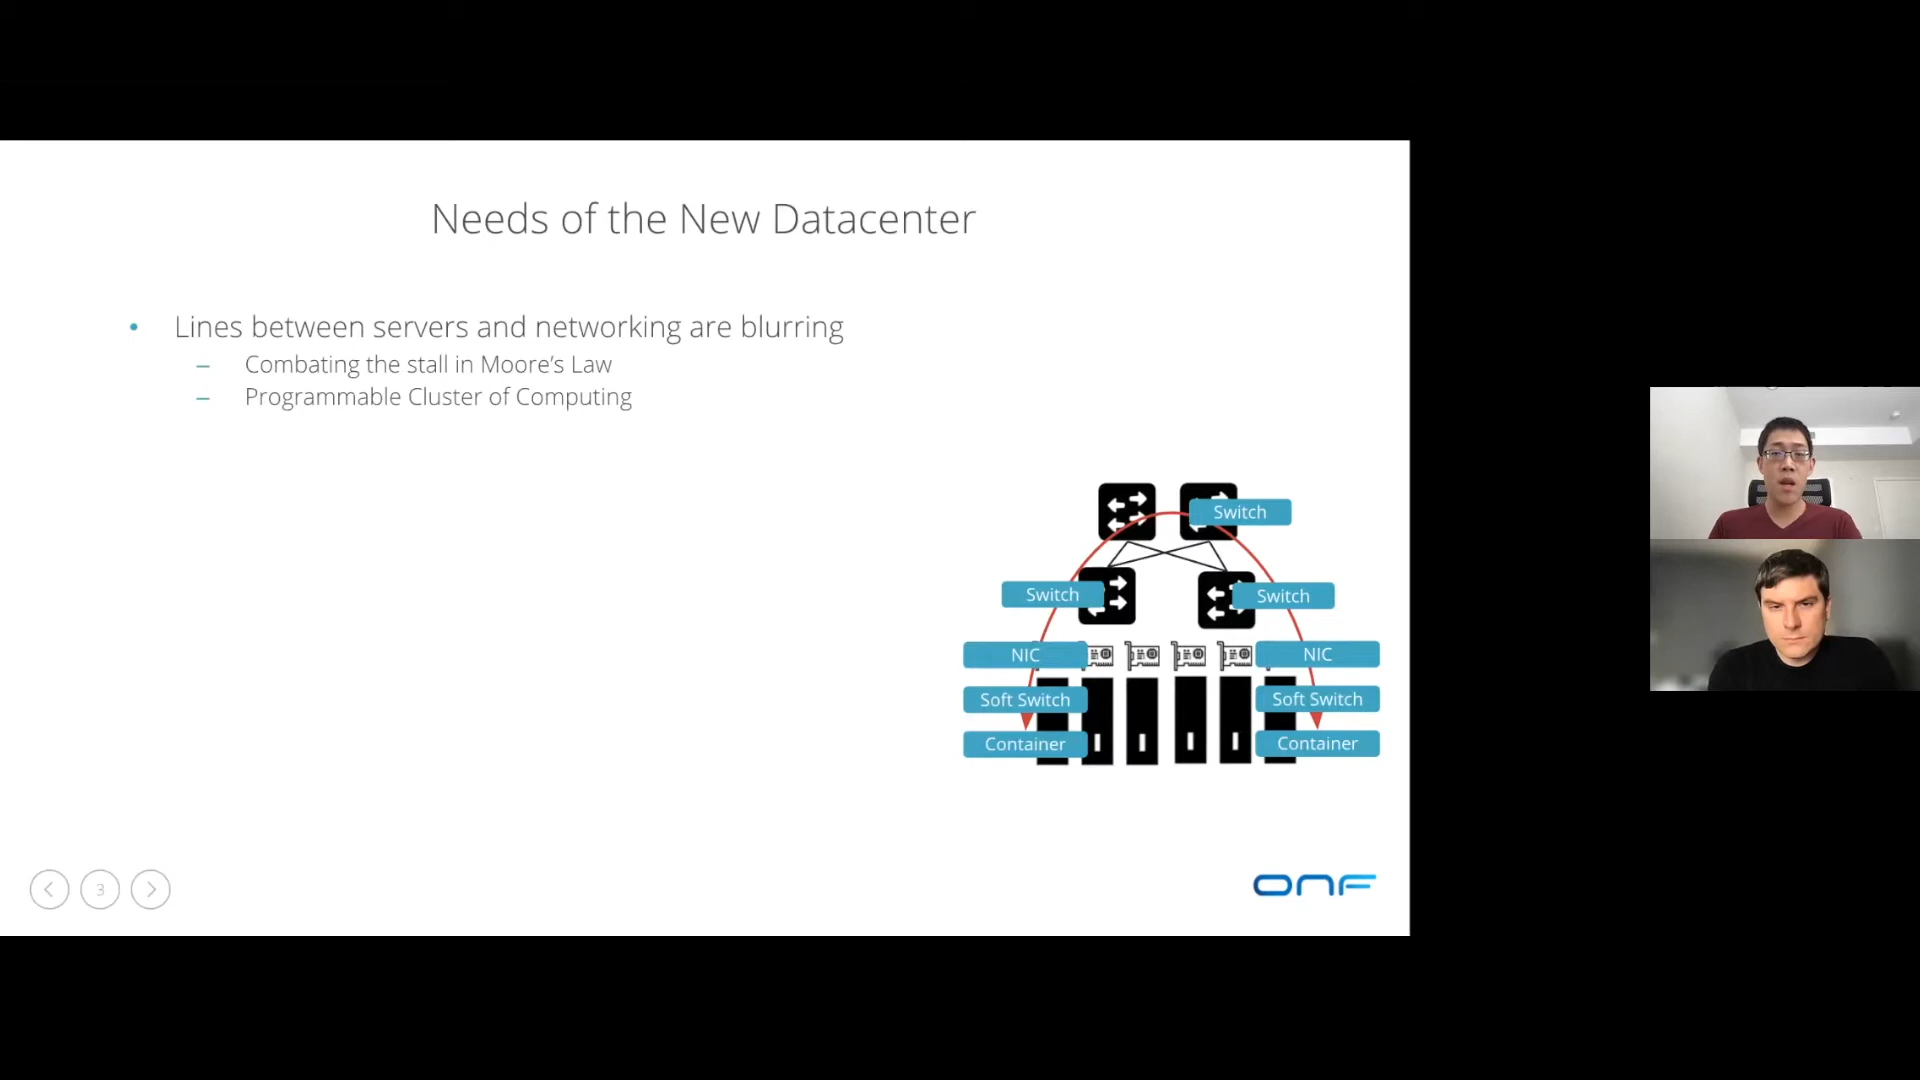 Needs of the New Datacenter
• Lines between servers and networking are blurring
– Combating the stall in Moore’s Law
– Programmable Cluster of Computing
Switch
Switch
Switch
NIC
NIC
Soft Switch
Soft Switch
Container
Container
3
ONF